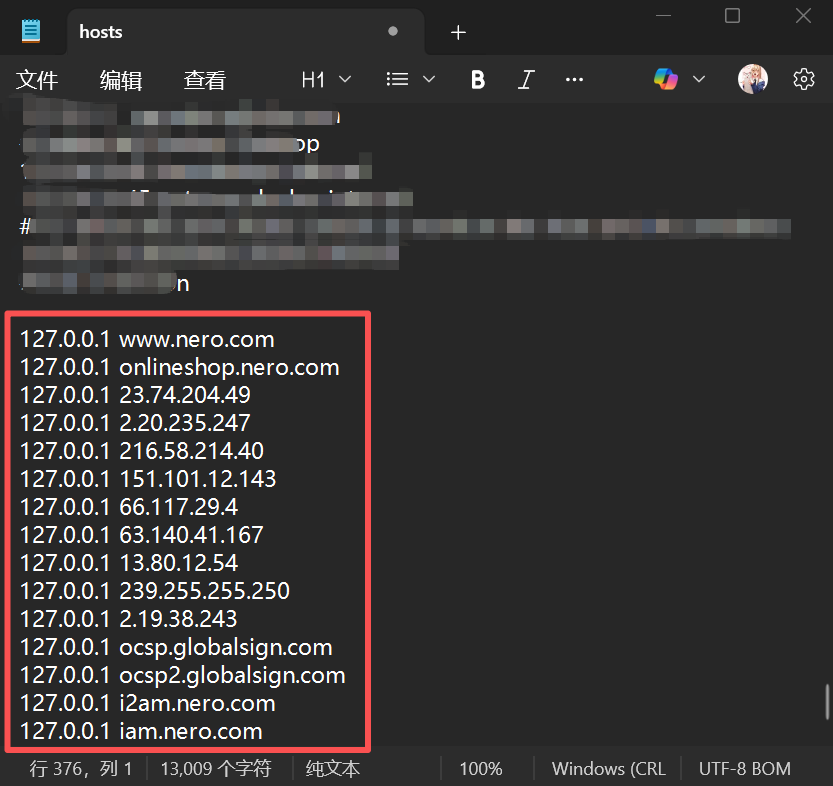 hosts
文件 编辑 查看 H1 B I
op
#
n
127.0.0.1 www.nero.com
127.0.0.1 onlineshop.nero.com
127.0.0.1 23.74.204.49
127.0.0.1 2.20.235.247
127.0.0.1 216.58.214.40
127.0.0.1 151.101.12.143
127.0.0.1 66.117.29.4
127.0.0.1 63.140.41.167
127.0.0.1 13.80.12.54
127.0.0.1 239.255.255.250
127.0.0.1 2.19.38.243
127.0.0.1 ocsp.globalsign.com
127.0.0.1 ocsp2.globalsign.com
127.0.0.1 i2am.nero.com
127.0.0.1 iam.nero.com
行 376，列 1 13,009 个字符 纯文本 100% Windows (CRL UTF-8 BOM